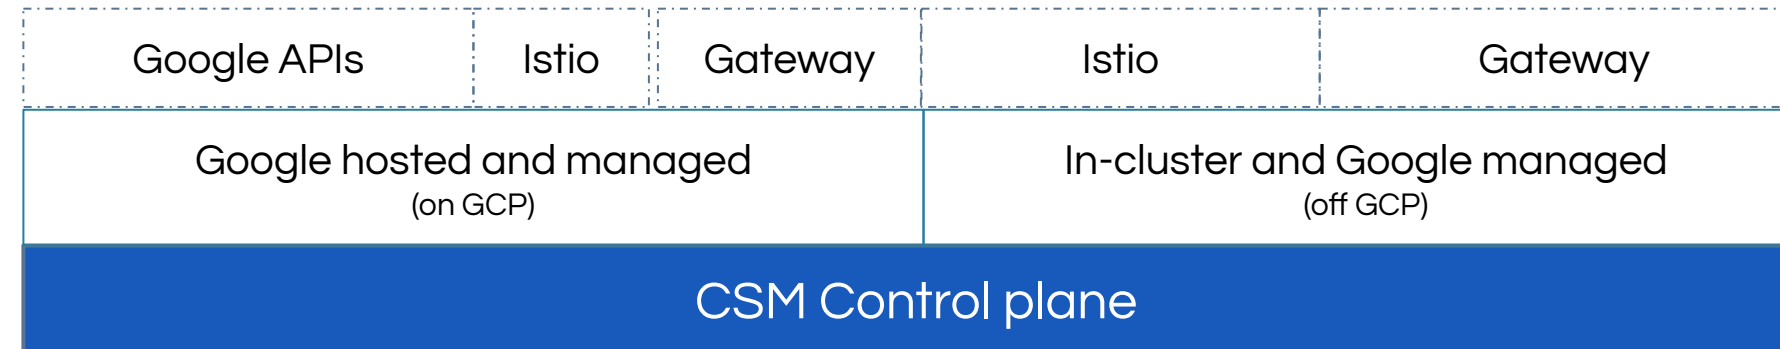 Google APIs
Istio
Gateway
Istio
Gateway
Google hosted and managed
(on GCP)
In-cluster and Google managed
(off GCP)
CSM Control plane